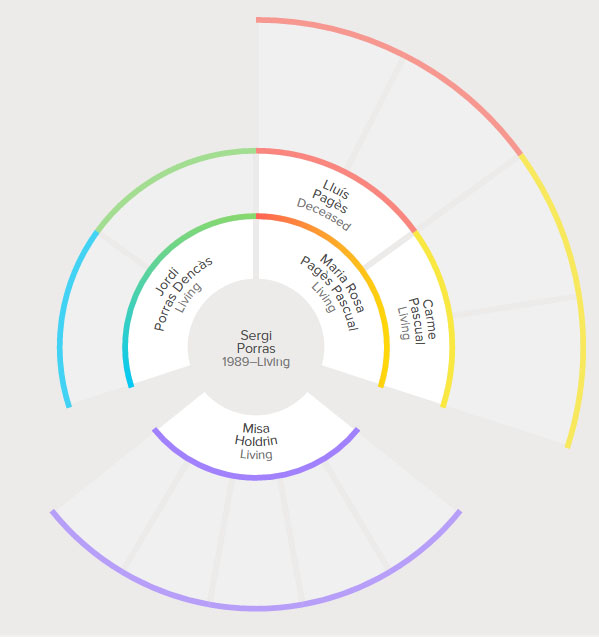 Lluís
Pagès
Deceased
Jordi
Porras Dencàs
Living
Maria Rosa
Pagès Pascual
Living
Carme
Pascual
Living
Sergi
Porras
1989–Living
Misa
Holdrin
Living